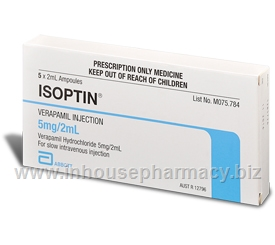 PRESCRIPTION ONLY MEDICINE
KEEP OUT OF REACH OF CHILDREN
5 x 2mL Ampoules
List No. M075.784
ISOPTIN®
VERAPAMIL INJECTION
5mg/2mL
Verapamil Hydrochloride 5mg/2mL
For slow intravenous injection
ABBOTT
AUST R 12796
www.inhousepharmacy.biz